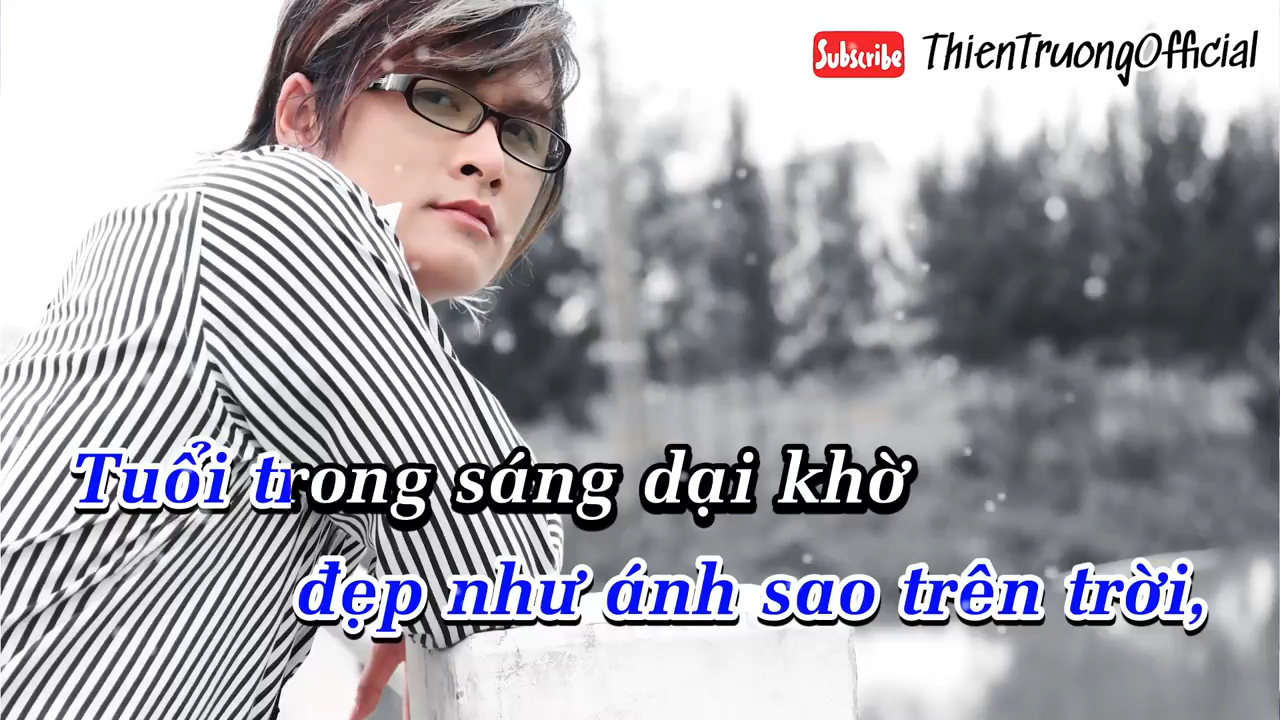 Subscribe ThienTruongOfficial
Tuổi trong sáng dại khờ
đẹp như ánh sao trên trời,